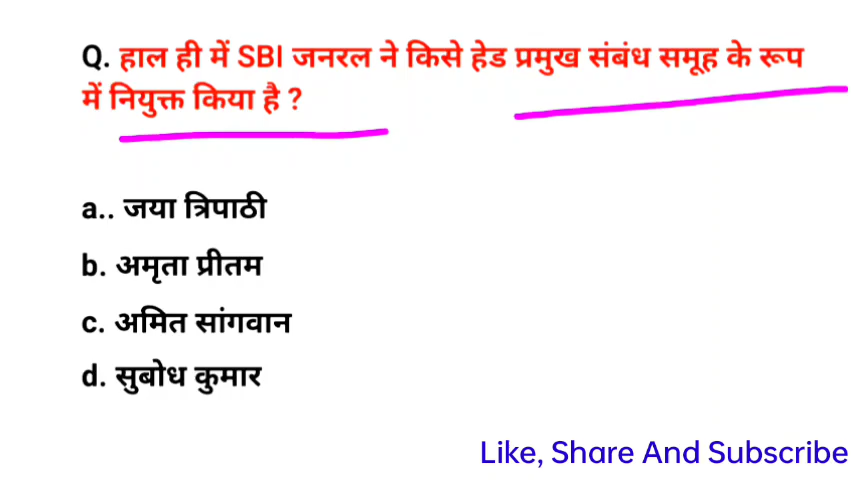 Q. हाल ही में SBI जनरल ने किसे हेड प्रमुख संबंध समूह के रूप
में नियुक्त किया है ?
a.. जया त्रिपाठी
b. अमृता प्रीतम
c. अमित सांगवान
d. सुबोध कुमार
Like, Share And Subscribe